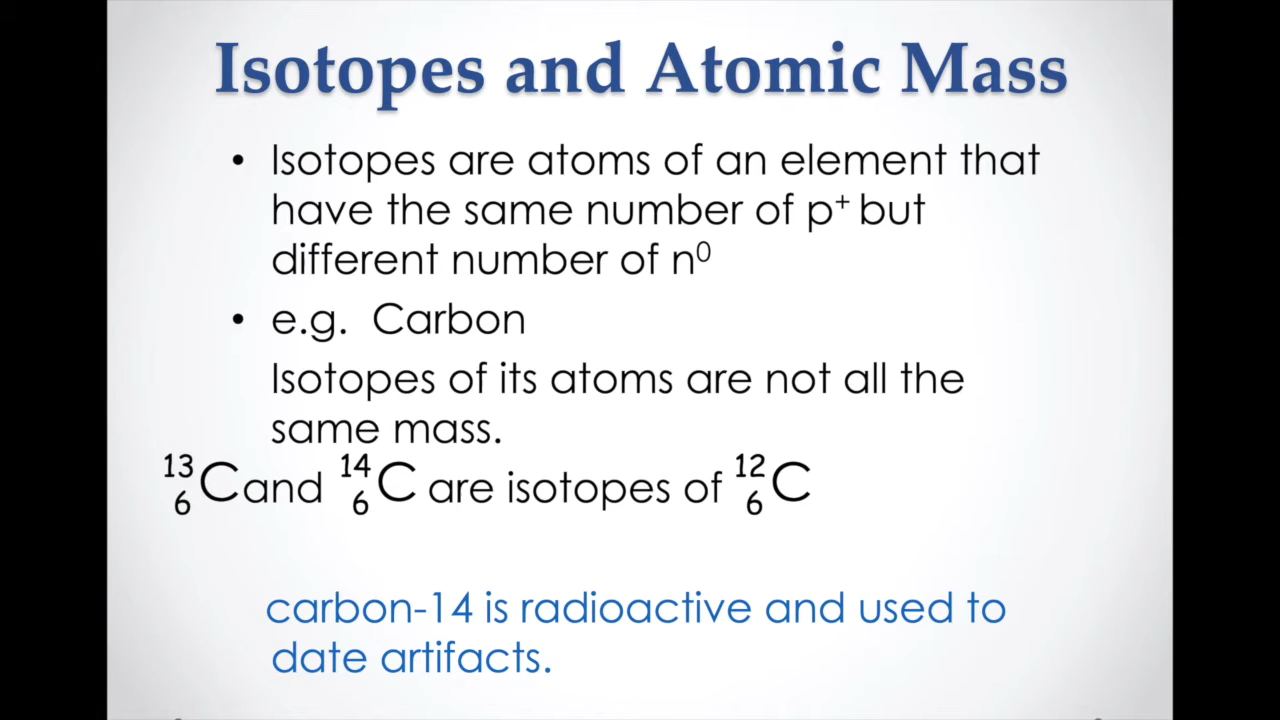 Isotopes and Atomic Mass
• Isotopes are atoms of an element that
have the same number of p⁺ but
different number of n⁰
• e.g. Carbon
Isotopes of its atoms are not all the
same mass.
¹³₆C and ¹⁴₆C are isotopes of ¹²₆C
carbon-14 is radioactive and used to
date artifacts.